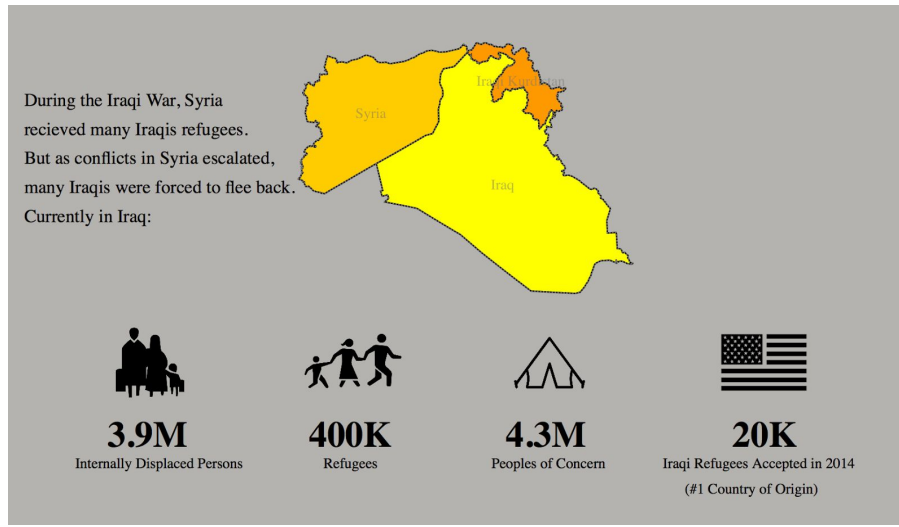 During the Iraqi War, Syria
recieved many Iraqis refugees.
But as conflicts in Syria escalated,
many Iraqis were forced to flee back.
Currently in Iraq:
Iraqi Kurdistan
Syria
Iraq
3.9M
Internally Displaced Persons
400K
Refugees
4.3M
Peoples of Concern
20K
Iraqi Refugees Accepted in 2014
(#1 Country of Origin)